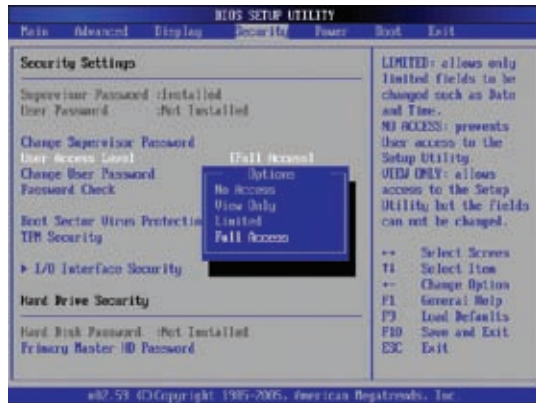 BIOS SETUP UTILITY
Main Advanced Display Security Power Boot Exit
Security Settings
Supervisor Password :Installed
User Password :Not Installed
Change Supervisor Password
User Access Level [Full Access]
Change User Password
Password Check
Boot Sector Virus Protection
TPM Security
I/O Interface Security
Hard Drive Security
Hard Disk Password :Not Installed
Primary Master HD Password
Options
No Access
View Only
Limited
Full Access
LIMITED: allows only
limited fields to be
changed such as Date
and Time.
NO ACCESS: prevents
User access to the
Setup Utility.
VIEW ONLY: allows
access to the Setup
Utility but the fields
can not be changed.
↔ Select Screen
↑↓ Select Item
+- Change Option
F1 General Help
F9 Load Defaults
F10 Save and Exit
ESC Exit
v02.59 (C)Copyright 1985-2005, American Megatrends, Inc.